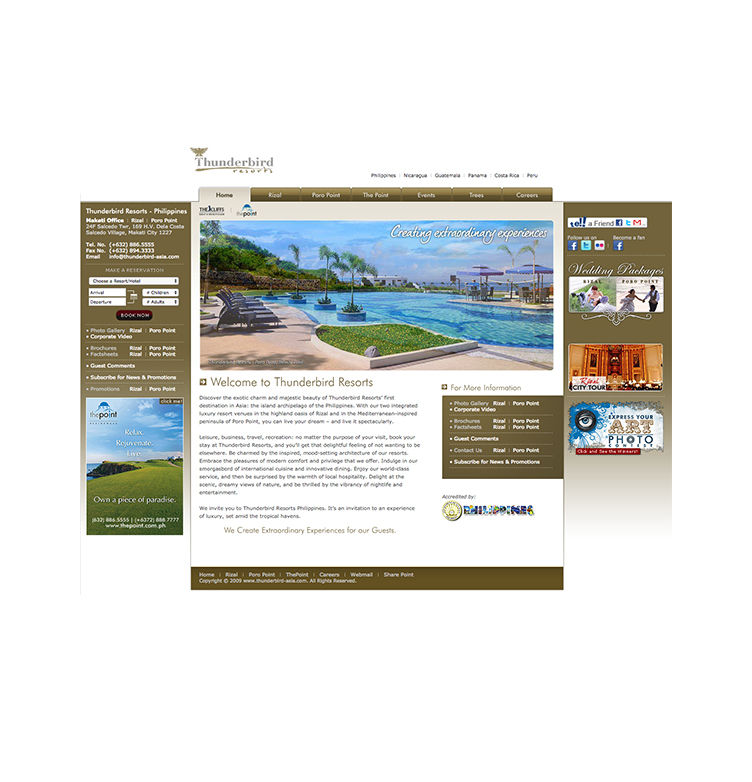 Thunderbird
resorts
Philippines | Nicaragua | Guatemala | Panama | Costa Rica | Peru
Home
Rizal
Poro Point
The Point
Events
Trees
Careers
Thunderbird Resorts - Philippines
Makati Office | Rizal | Poro Point
24F Salcedo Twr, 169 H.V. Dela Costa
Salcedo Village, Makati City 1227
Tel. No. (+632) 886.5555
Fax No. (+632) 894.3333
Email info@thunderbird-asia.com
MAKE A RESERVATION
Choose a Resort/Hotel
Arrival
# Children
Departure
# Adults
BOOK NOW
• Photo Gallery Rizal | Poro Point
• Corporate Video
• Brochures Rizal | Poro Point
• Factsheets Rizal | Poro Point
• Guest Comments
• Subscribe for News & Promotions
• Promotions Rizal | Poro Point
click me!
thepoint
Relax.
Rejuvenate.
Live.
Own a piece of paradise.
(632) 886.5555 | (+6372) 888.7777
www.thepoint.com.ph
THE CLIFFS
thepoint
Creating extraordinary experiences
Welcome to Thunderbird Resorts
Discover the exotic charm and majestic beauty of Thunderbird Resorts' first
destination in Asia: the island archipelago of the Philippines. With our two integrated
luxury resort venues in the highland oasis of Rizal and in the Mediterranean-inspired
peninsula of Poro Point, you can live your dream – and live it spectacularly.
Leisure, business, travel, recreation: no matter the purpose of your visit, book your
stay at Thunderbird Resorts, and you'll get that delightful feeling of not wanting to be
elsewhere. Be charmed by the inspired, mood-setting architecture of our resorts.
Embrace the pleasures of modern comfort and privilege that we offer. Indulge in our
smorgasbord of international cuisine and innovative dining. Enjoy our world-class
service, and then be surprised by the warmth of local hospitality. Delight at the
scenic, dreamy views of nature, and be thrilled by the vibrancy of nightlife and
entertainment.
We invite you to Thunderbird Resorts Philippines. It's an invitation to an experience
of luxury, set amid the tropical havens.
We Create Extraordinary Experiences for our Guests.
For More Information
• Photo Gallery Rizal | Poro Point
• Corporate Video
• Brochures Rizal | Poro Point
• Factsheets Rizal | Poro Point
• Guest Comments
• Contact Us Rizal | Poro Point
• Subscribe for News & Promotions
Accredited by:
PHILIPPINES
tell a Friend
Follow us on
Become a fan
Wedding Packages
RIZAL
PORO POINT
Rizal
CITY TOUR
EXPRESS YOUR
ART
PHOTO
CONTEST
Click and See the Winners!
Home | Rizal | Poro Point | ThePoint | Careers | Webmail | Share Point
Copyright © 2009 www.thunderbird-asia.com. All Rights Reserved.